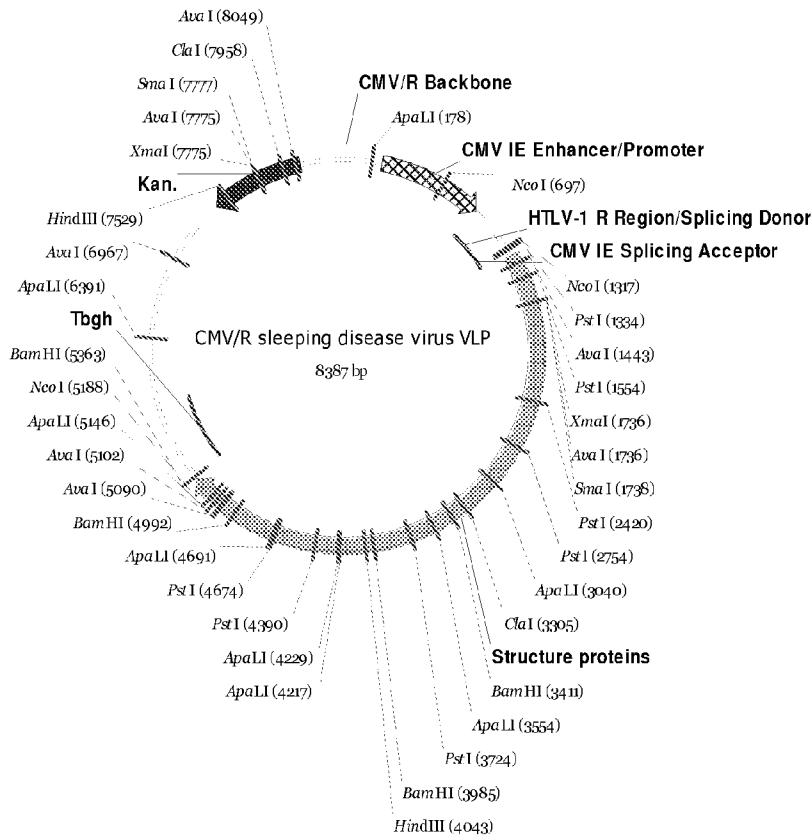 Ava I (8049)
Cla I (7958)
Sma I (7777)
Ava I (7775)
XmaI (7775)
Kan.
HindIII (7529)
Ava I (6967)
ApaLI (6391)
Tbgh
BamHI (5363)
Nco I (5188)
ApaLI (5146)
Ava I (5102)
Ava I (5090)
BamHI (4992)
ApaLI (4691)
Pst I (4674)
Pst I (4390)
ApaLI (4229)
ApaLI (4217)
CMV/R Backbone
ApaLI (178)
CMV IE Enhancer/Promoter
Nco I (697)
HTLV-1 R Region/Splicing Donor
CMV IE Splicing Acceptor
Nco I (1317)
Pst I (1334)
Ava I (1443)
Pst I (1554)
XmaI (1736)
Ava I (1736)
Sma I (1738)
Pst I (2420)
Pst I (2754)
ApaLI (3040)
Cla I (3305)
Structure proteins
BamHI (3411)
ApaLI (3554)
Pst I (3724)
BamHI (3985)
HindIII (4043)
CMV/R sleeping disease virus VLP
8387 bp